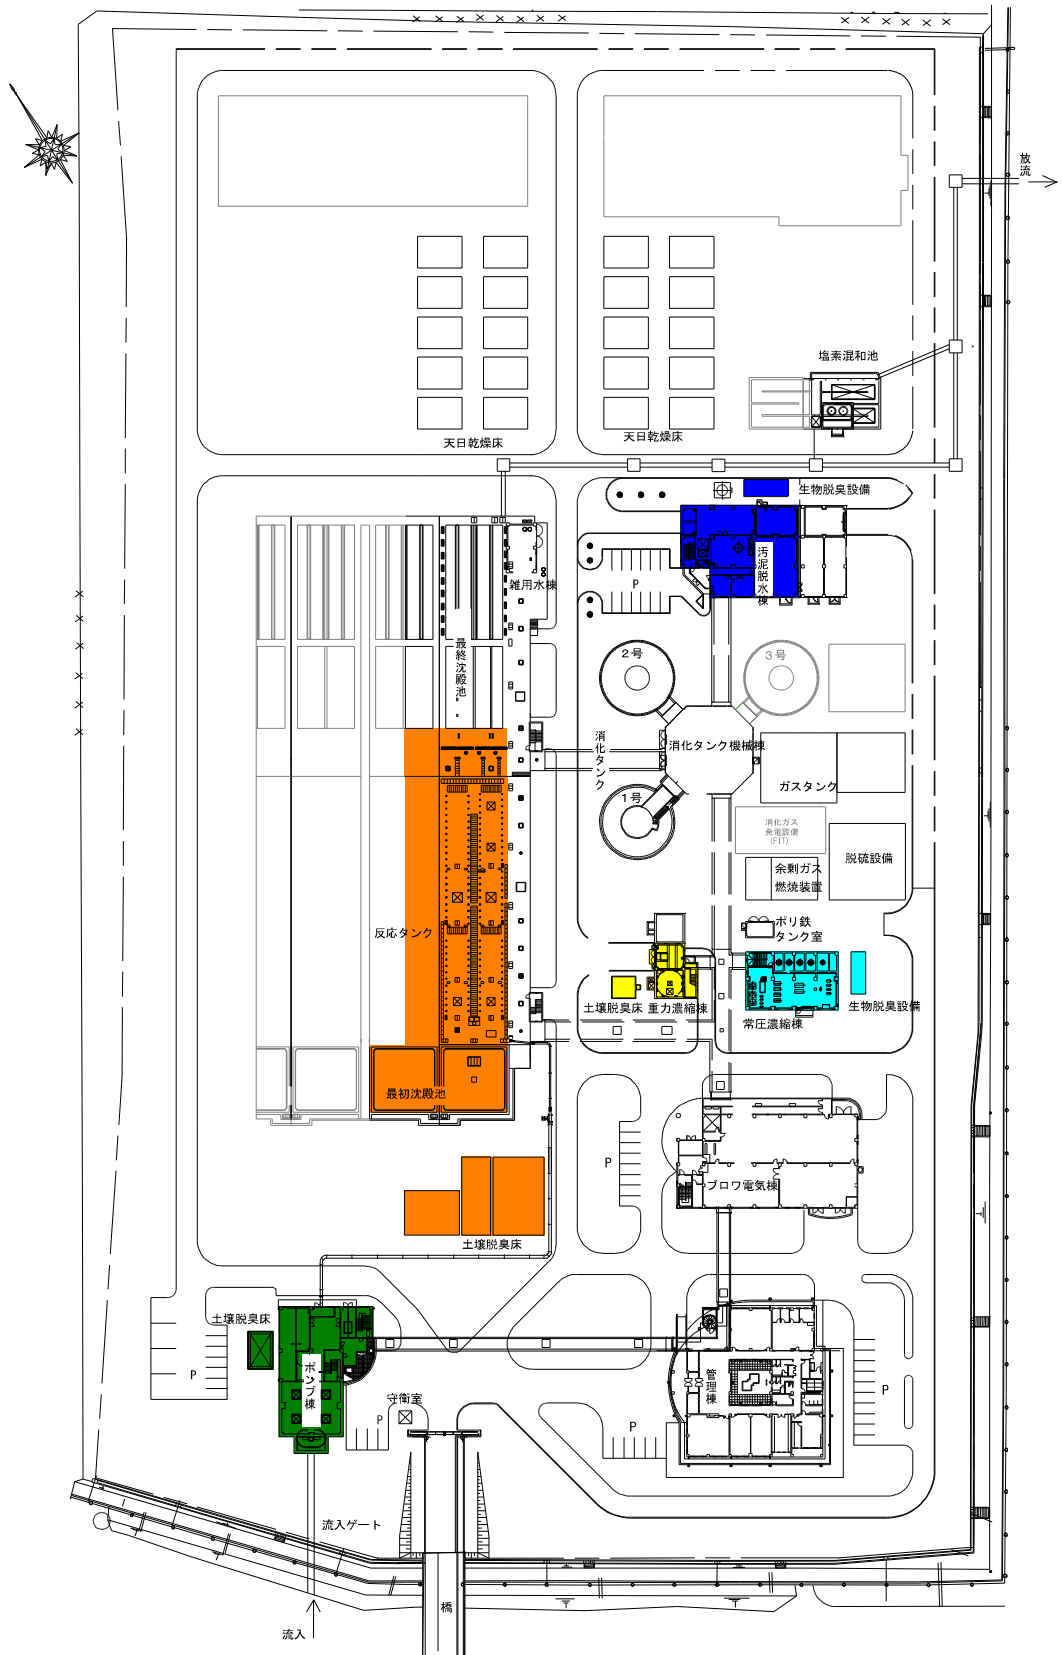 放流
塩素混和池
天日乾燥床
天日乾燥床
生物脱臭設備
汚泥脱水棟
P
雑用水棟
最終沈殿池
2号
3号
消化タンク
消化タンク機械棟
ガスタンク
1号
消化ガス
発電設備
(FIT)
脱硫設備
余剰ガス
燃焼装置
ポリ鉄
タンク室
反応タンク
土壌脱臭床
重力濃縮棟
常圧濃縮棟
生物脱臭設備
最初沈殿池
P
ブロワ電気棟
土壌脱臭床
土壌脱臭床
ポンプ棟
P
守衛室
P
管理棟
P
P
流入ゲート
橋
流入